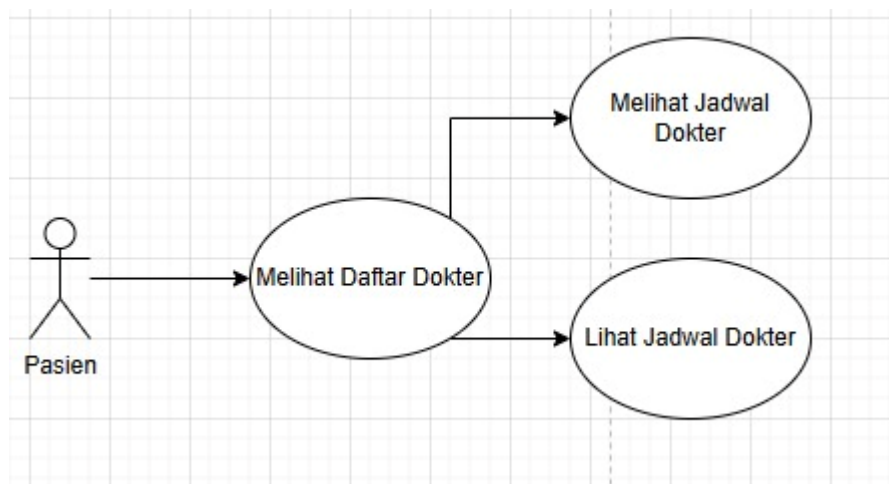 Melihat Jadwal
Dokter
Melihat Daftar Dokter
Lihat Jadwal Dokter
Pasien